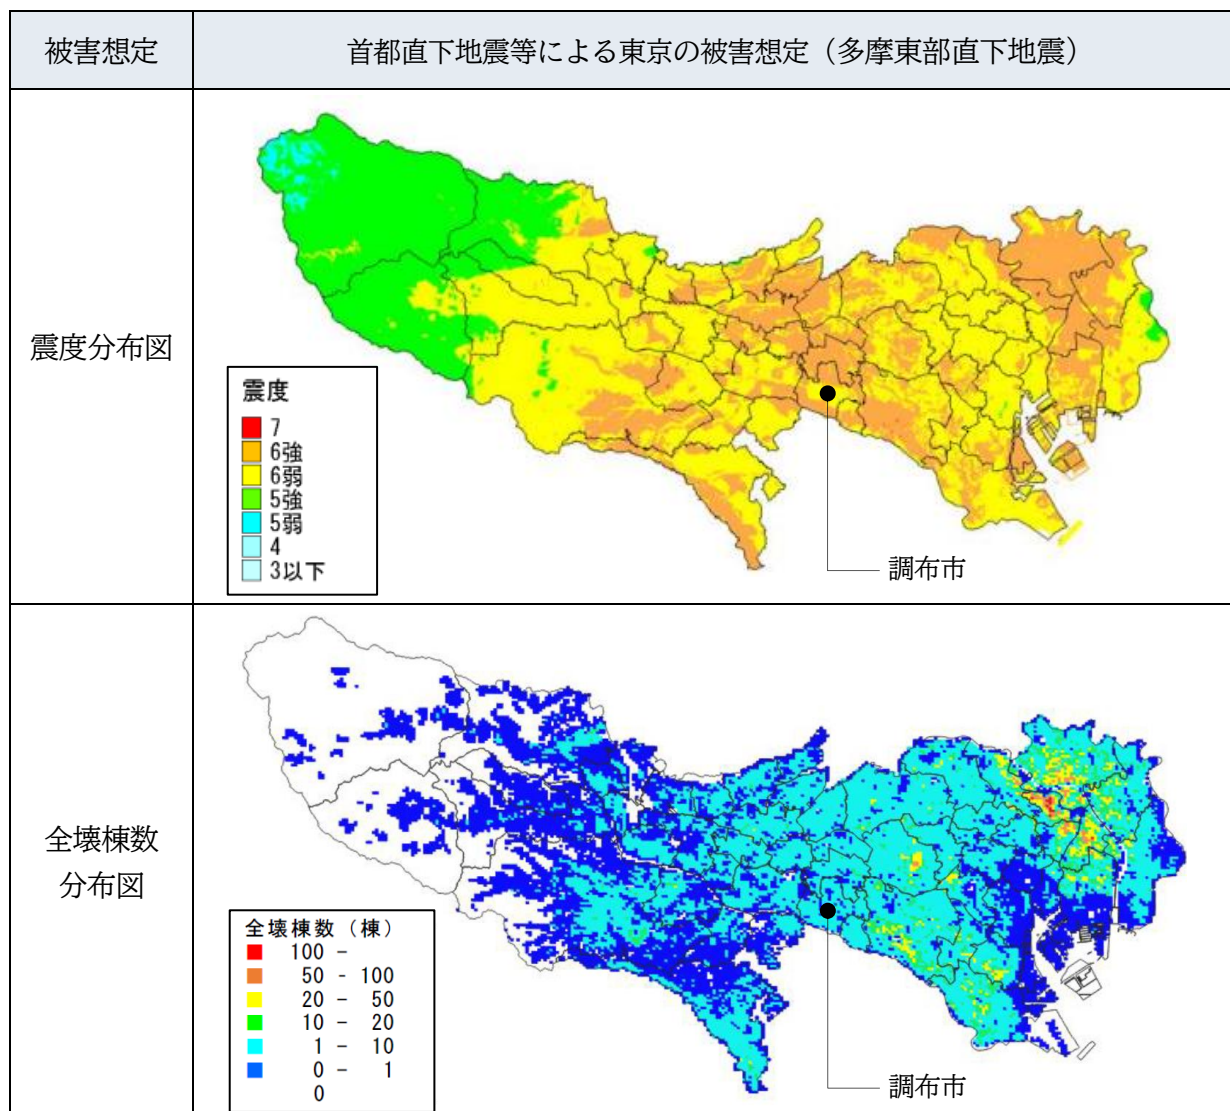 被害想定
首都直下地震等による東京の被害想定（多摩東部直下地震）
震度分布図
震度
7
6強
6弱
5強
5弱
4
3以下
調布市
全壊棟数
分布図
全壊棟数（棟）
100 -
50 - 100
20 - 50
10 - 20
1 - 10
0 - 1
0
調布市